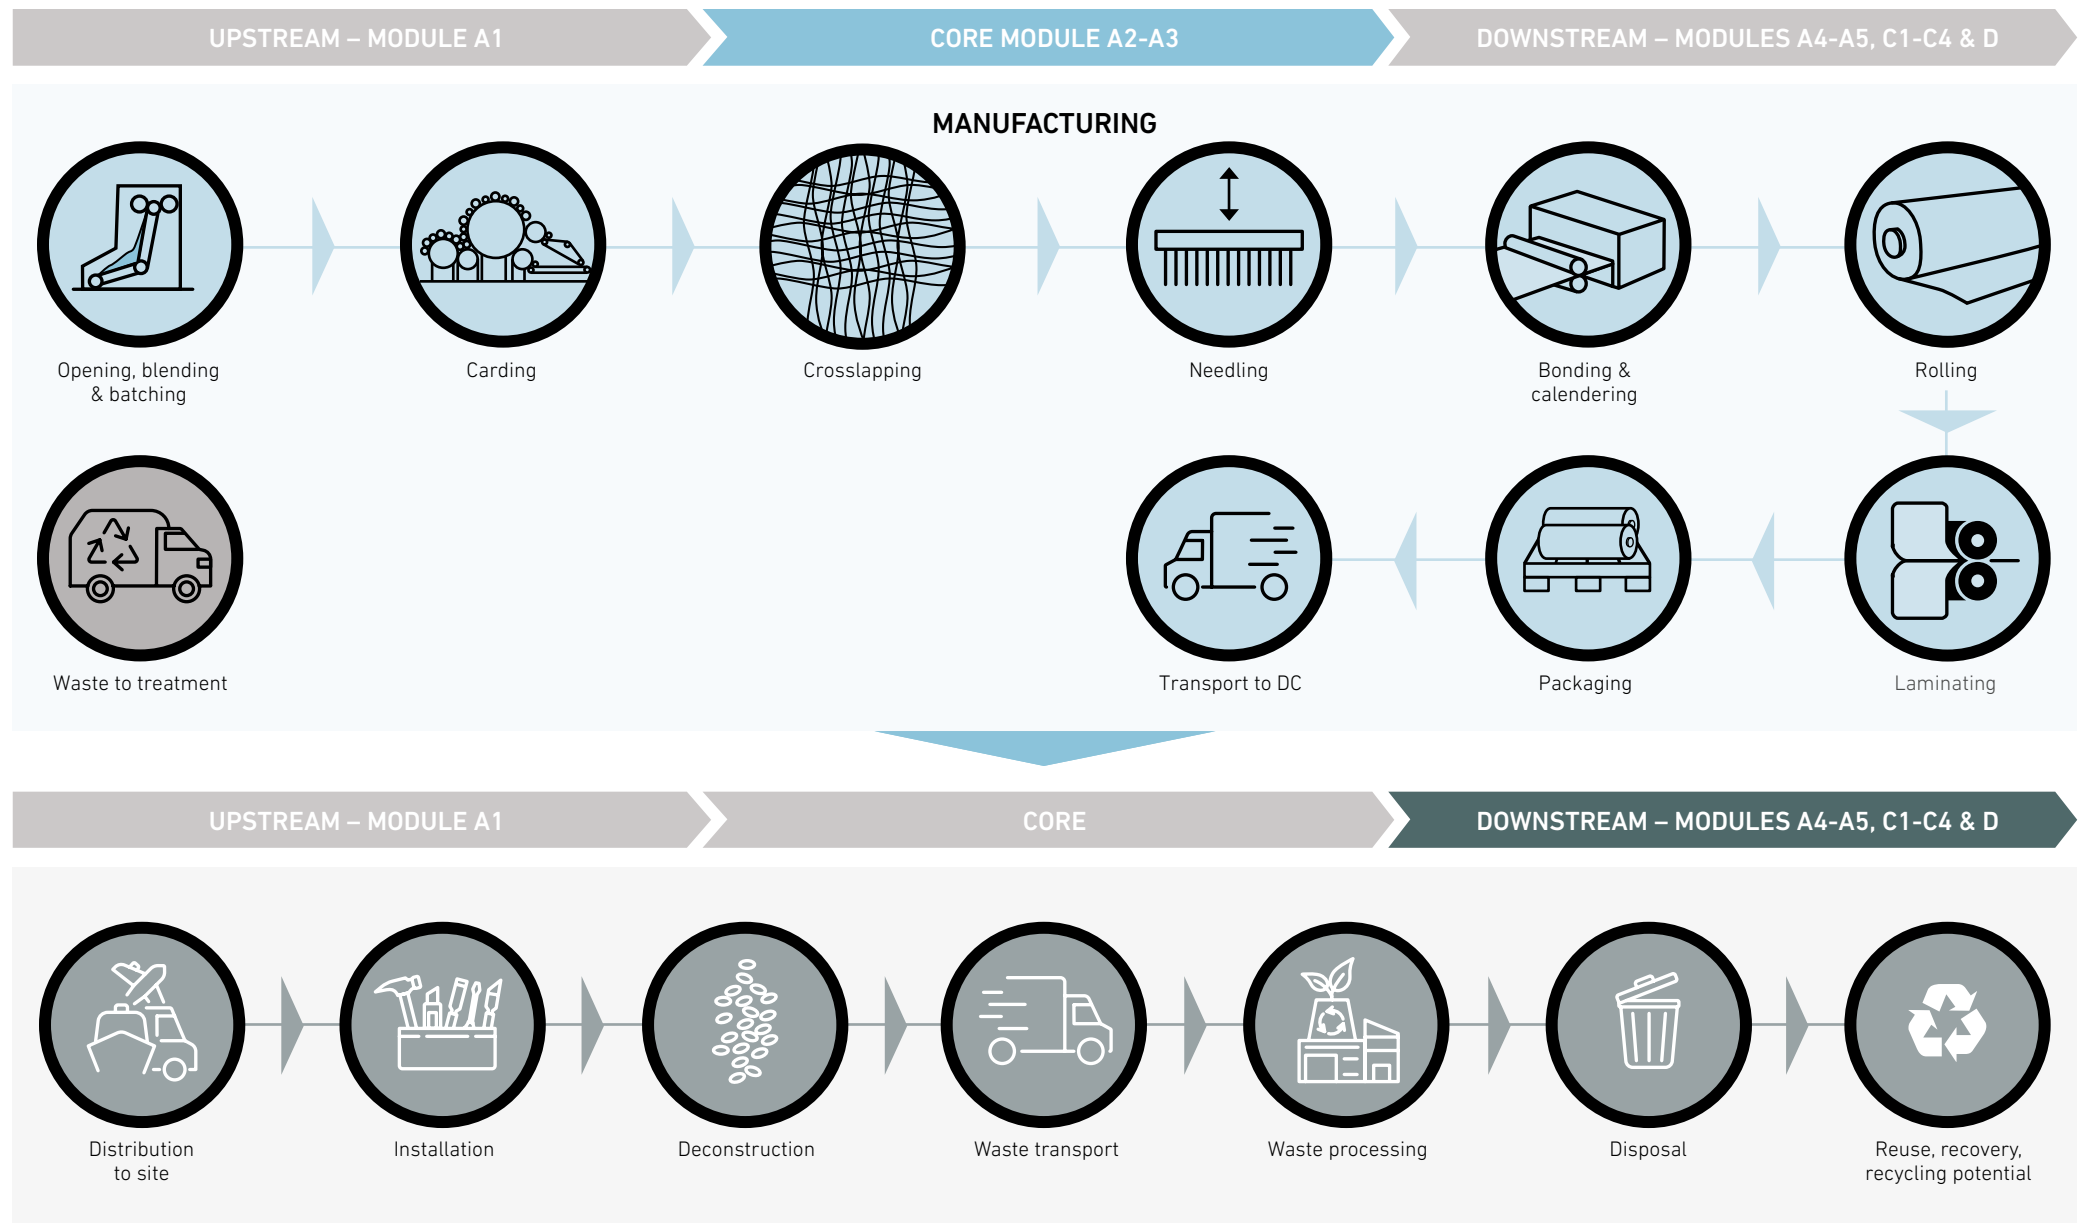 UPSTREAM – MODULE A1
CORE MODULE A2-A3
DOWNSTREAM – MODULES A4-A5, C1-C4 & D
MANUFACTURING
Opening, blending
& batching
Carding
Crosslapping
Needling
Bonding &
calendering
Rolling
Waste to treatment
Transport to DC
Packaging
Laminating
UPSTREAM – MODULE A1
CORE
DOWNSTREAM – MODULES A4-A5, C1-C4 & D
Distribution
to site
Installation
Deconstruction
Waste transport
Waste processing
Disposal
Reuse, recovery,
recycling potential